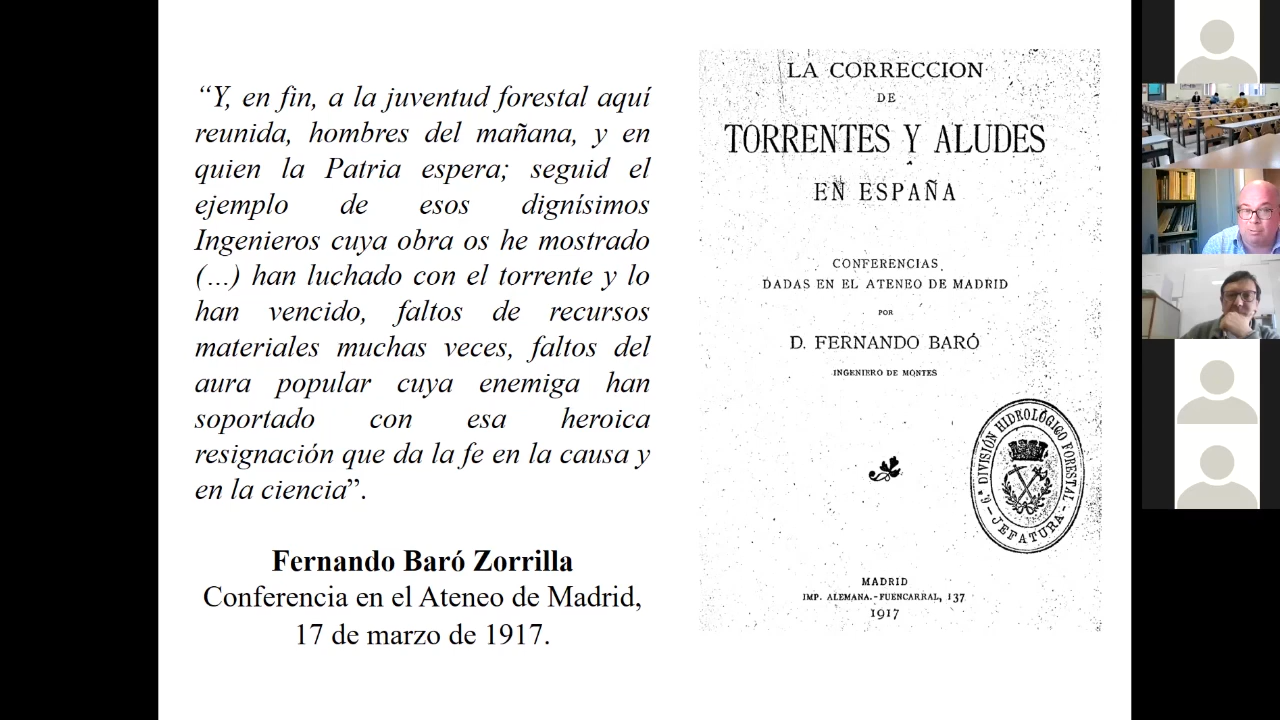 “Y, en fin, a la juventud forestal aquí
reunida, hombres del mañana, y en
quien la Patria espera; seguid el
ejemplo de esos dignísimos
Ingenieros cuya obra os he mostrado
(…) han luchado con el torrente y lo
han vencido, faltos de recursos
materiales muchas veces, faltos del
aura popular cuya enemiga han
soportado con esa heroica
resignación que da la fe en la causa y
en la ciencia”.
Fernando Baró Zorrilla
Conferencia en el Ateneo de Madrid,
17 de marzo de 1917.
LA CORRECCION
DE
TORRENTES Y ALUDES
EN ESPAÑA
CONFERENCIAS
DADAS EN EL ATENEO DE MADRID
POR
D. FERNANDO BARÓ
INGENIERO DE MONTES
6ª DIVISIÓN HIDROLÓGICO FORESTAL
- JEFATURA -
MADRID
IMP. ALEMANA.-FUENCARRAL, 137
1917